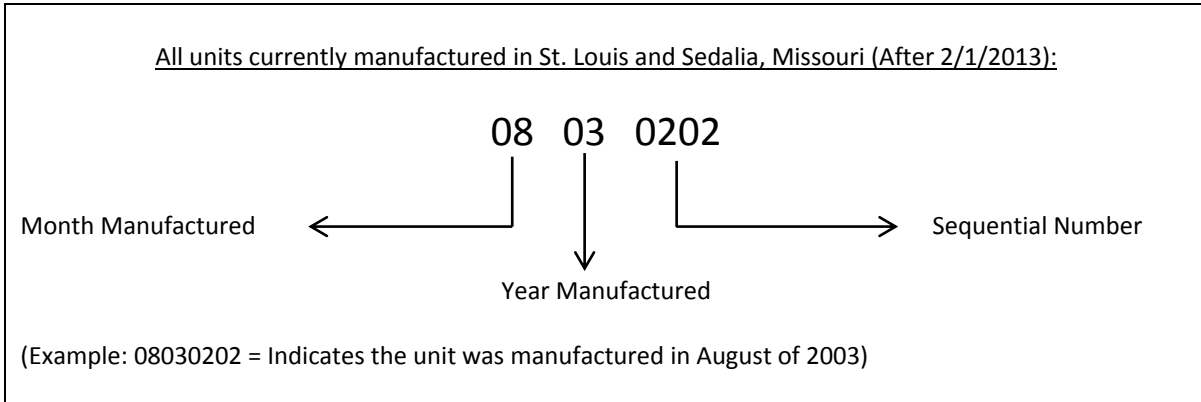 All units currently manufactured in St. Louis and Sedalia, Missouri (After 2/1/2013):
08 03 0202
Month Manufactured
Sequential Number
Year Manufactured
(Example: 08030202 = Indicates the unit was manufactured in August of 2003)